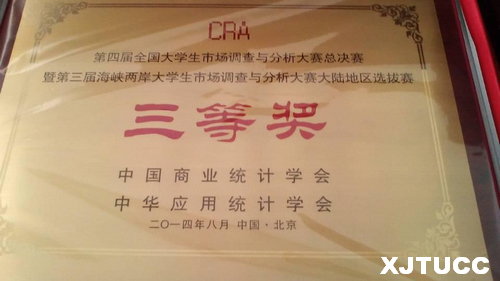 CRA
第四届全国大学生市场调查与分析大赛总决赛
暨第三届海峡两岸大学生市场调查与分析大赛大陆地区选拔赛
三等奖
中国商业统计学会
中华应用统计学会
二〇一四年八月 中国·北京
XJTUCC